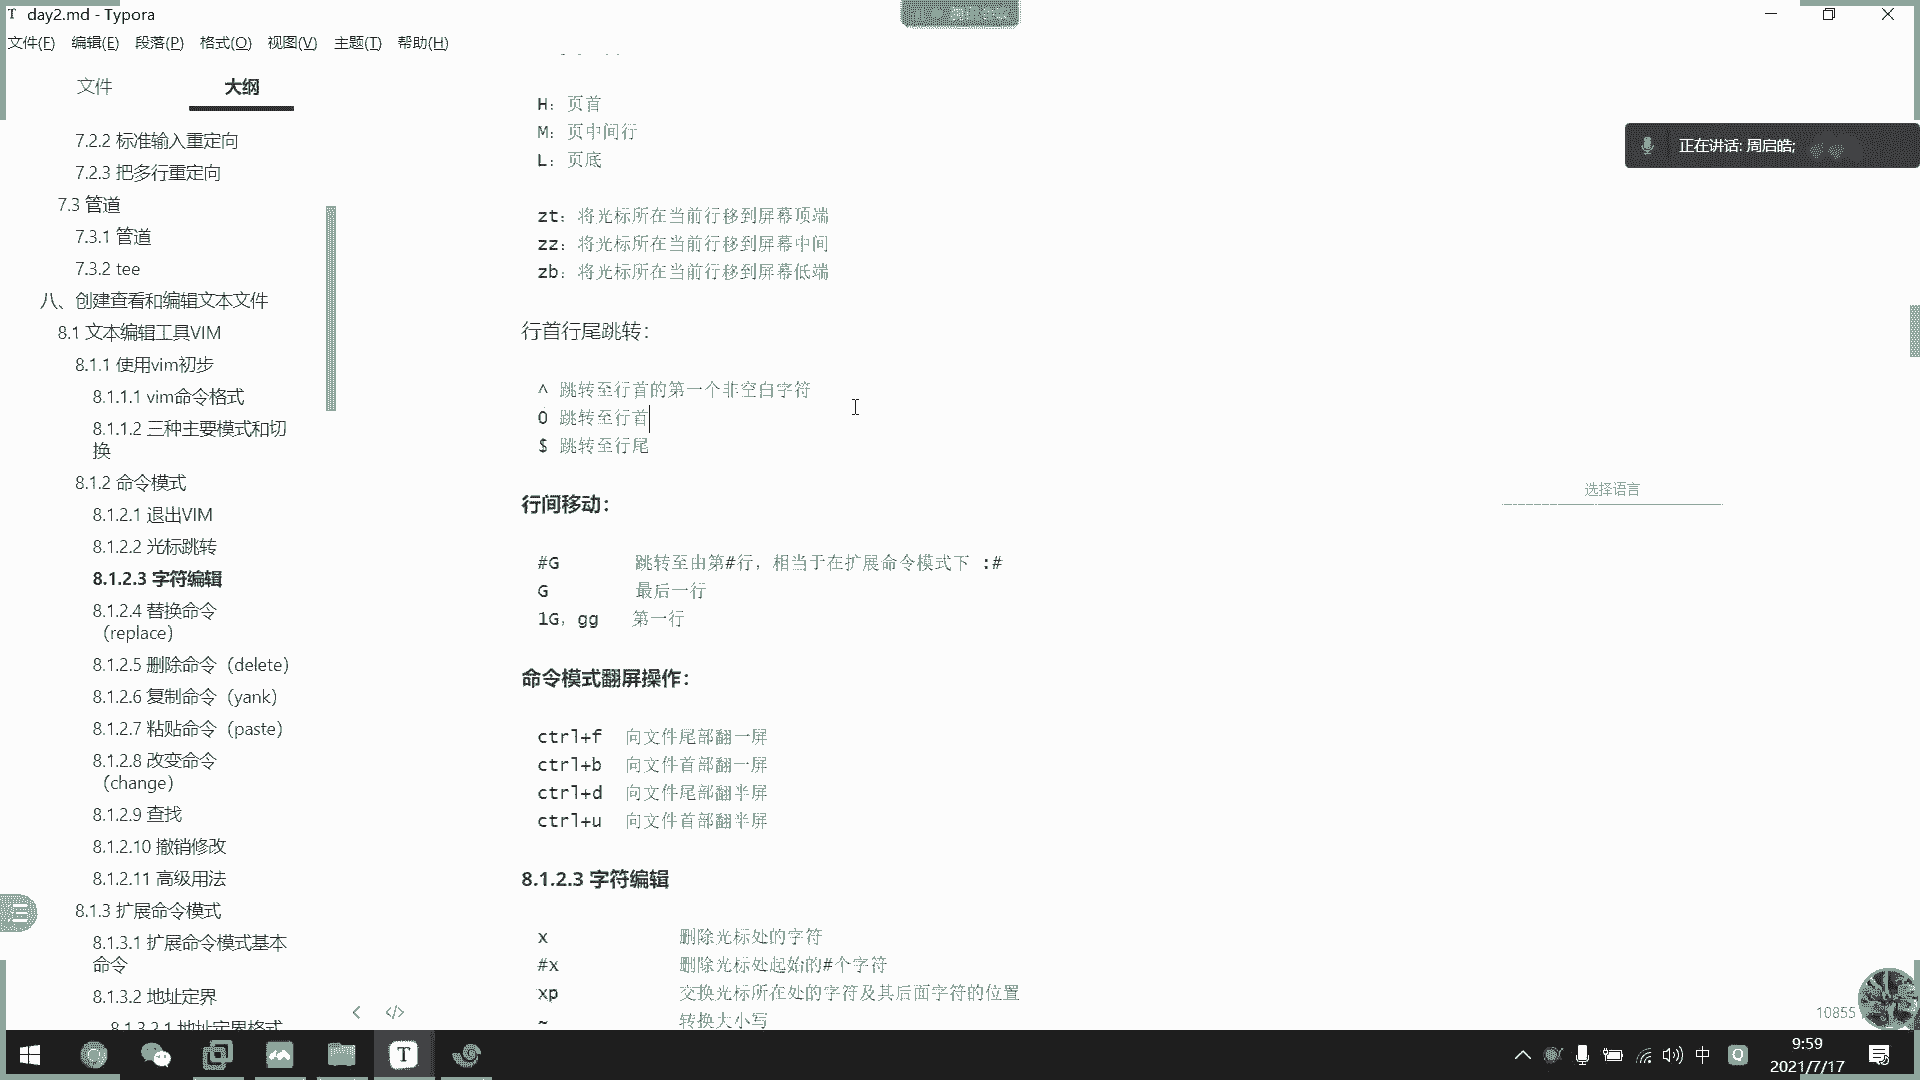 day2.md - Typora
文件(F) 编辑(E) 段落(P) 格式(O) 视图(V) 主题(T) 帮助(H)
文件 大纲
7.2.2 标准输入重定向
7.2.3 把多行重定向
7.3 管道
7.3.1 管道
7.3.2 tee
八、创建查看和编辑文本文件
8.1 文本编辑工具VIM
8.1.1 使用vim初步
8.1.1.1 vim命令格式
8.1.1.2 三种主要模式和切
换
8.1.2 命令模式
8.1.2.1 退出VIM
8.1.2.2 光标跳转
8.1.2.3 字符编辑
8.1.2.4 替换命令
（replace）
8.1.2.5 删除命令（delete）
8.1.2.6 复制命令（yank）
8.1.2.7 粘贴命令（paste）
8.1.2.8 改变命令
（change）
8.1.2.9 查找
8.1.2.10 撤销修改
8.1.2.11 高级用法
8.1.3 扩展命令模式
8.1.3.1 扩展命令模式基本
命令
8.1.3.2 地址定界
8.1.3.2.1 地址定界格式
H：页首
M：页中间行
L：页底
zt：将光标所在当前行移到屏幕顶端
zz：将光标所在当前行移到屏幕中间
zb：将光标所在当前行移到屏幕低端
行首行尾跳转：
^ 跳转至行首的第一个非空白字符
0 跳转至行首
$ 跳转至行尾
行间移动：
#G 跳转至由第#行，相当于在扩展命令模式下 :#
G 最后一行
1G，gg 第一行
命令模式翻屏操作：
ctrl+f 向文件尾部翻一屏
ctrl+b 向文件首部翻一屏
ctrl+d 向文件尾部翻半屏
ctrl+u 向文件首部翻半屏
8.1.2.3 字符编辑
x 删除光标处的字符
#x 删除光标处起始的#个字符
xp 交换光标所在处的字符及其后面字符的位置
~ 转换大小写
正在讲话: 周启皓;
选择语言
10855
中
9:59
2021/7/17